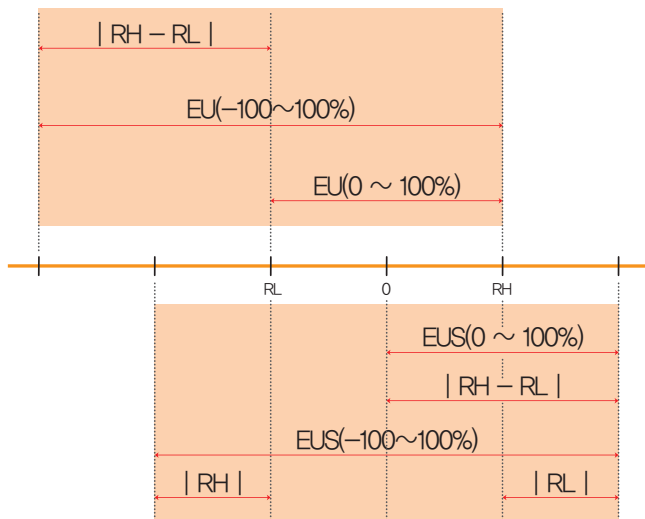 | RH – RL |
EU(–100～100%)
EU(0 ～ 100%)
RL 0 RH
EUS(0 ～ 100%)
| RH – RL |
EUS(–100～100%)
| RH | | RL |